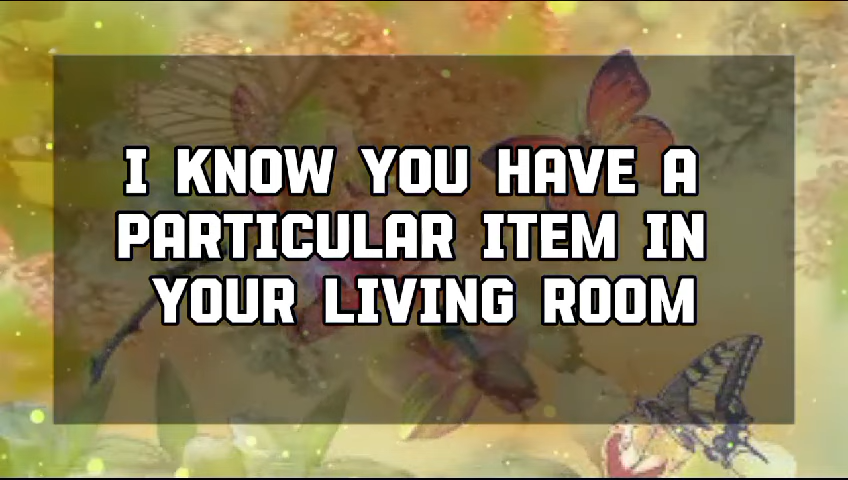 I KNOW YOU HAVE A
PARTICULAR ITEM IN
YOUR LIVING ROOM